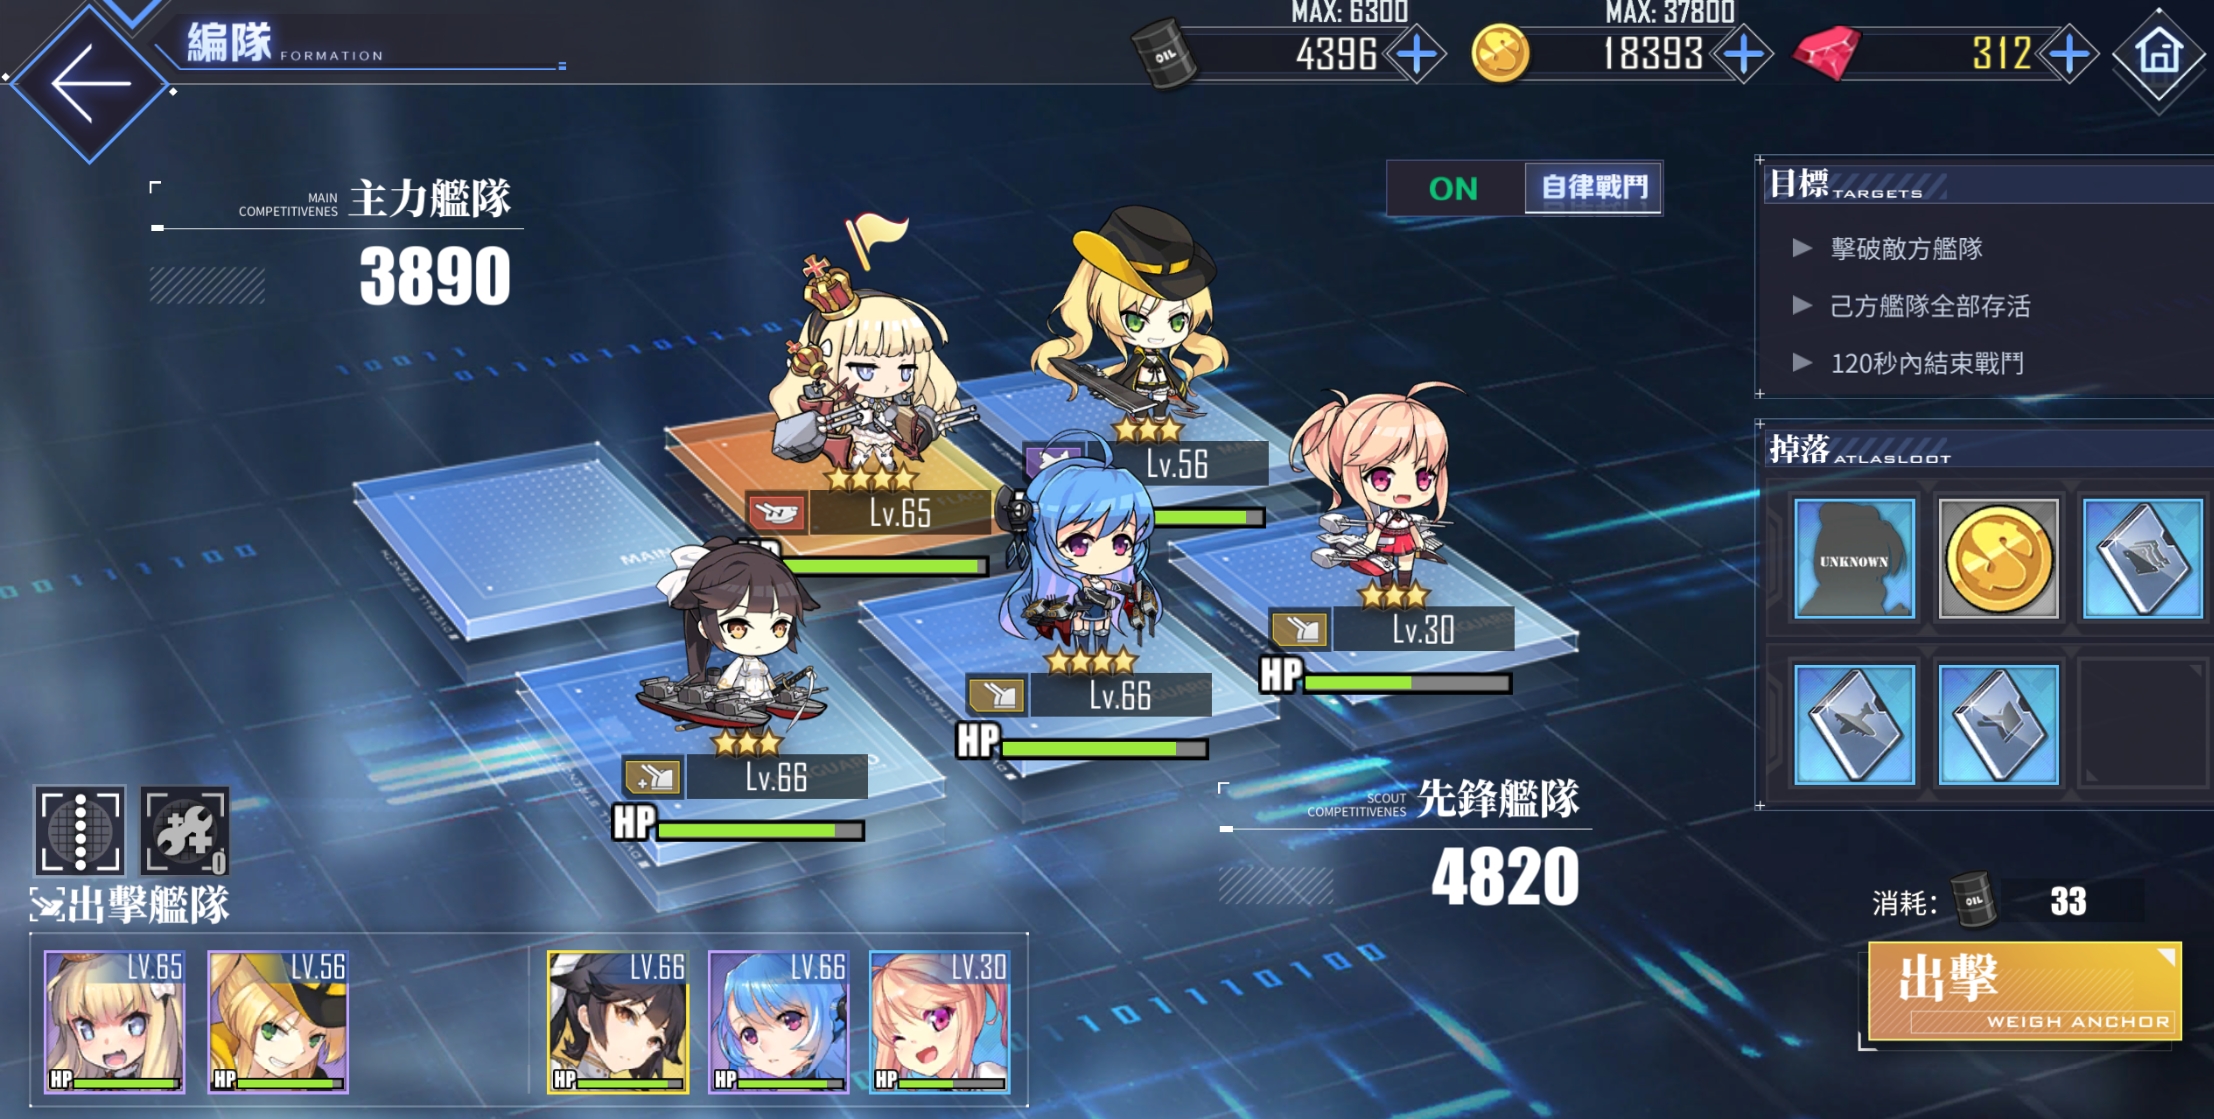 編隊 FORMATION
MAX: 6300
4396
MAX: 37800
18393
312
MAIN
COMPETITIVENES
主力艦隊
3890
ON 自律戰鬥
目標 TARGETS
擊破敵方艦隊
己方艦隊全部存活
120秒內結束戰鬥
掉落 ATLASLOOT
UNKNOWN
Lv.65
Lv.56
Lv.30
HP
Lv.66
HP
Lv.66
HP
SCOUT
COMPETITIVENES
先鋒艦隊
4820
0
出擊艦隊
LV.65
HP
LV.56
HP
LV.66
HP
LV.66
HP
LV.30
HP
消耗: OIL 33
出擊
WEIGH ANCHOR